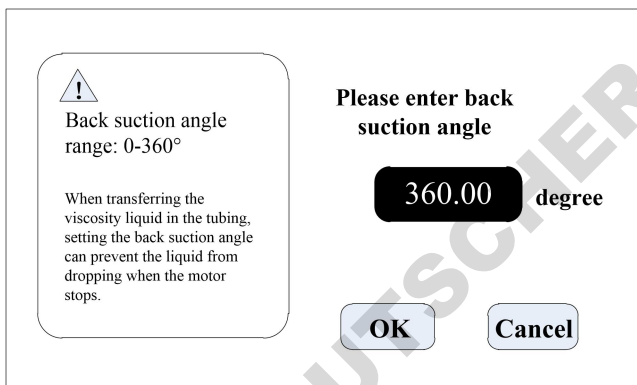 !
Back suction angle
range: 0-360°
When transferring the
viscosity liquid in the tubing,
setting the back suction angle
can prevent the liquid from
dropping when the motor
stops.
Please enter back
suction angle
360.00 degree
OK Cancel
UTSCHER